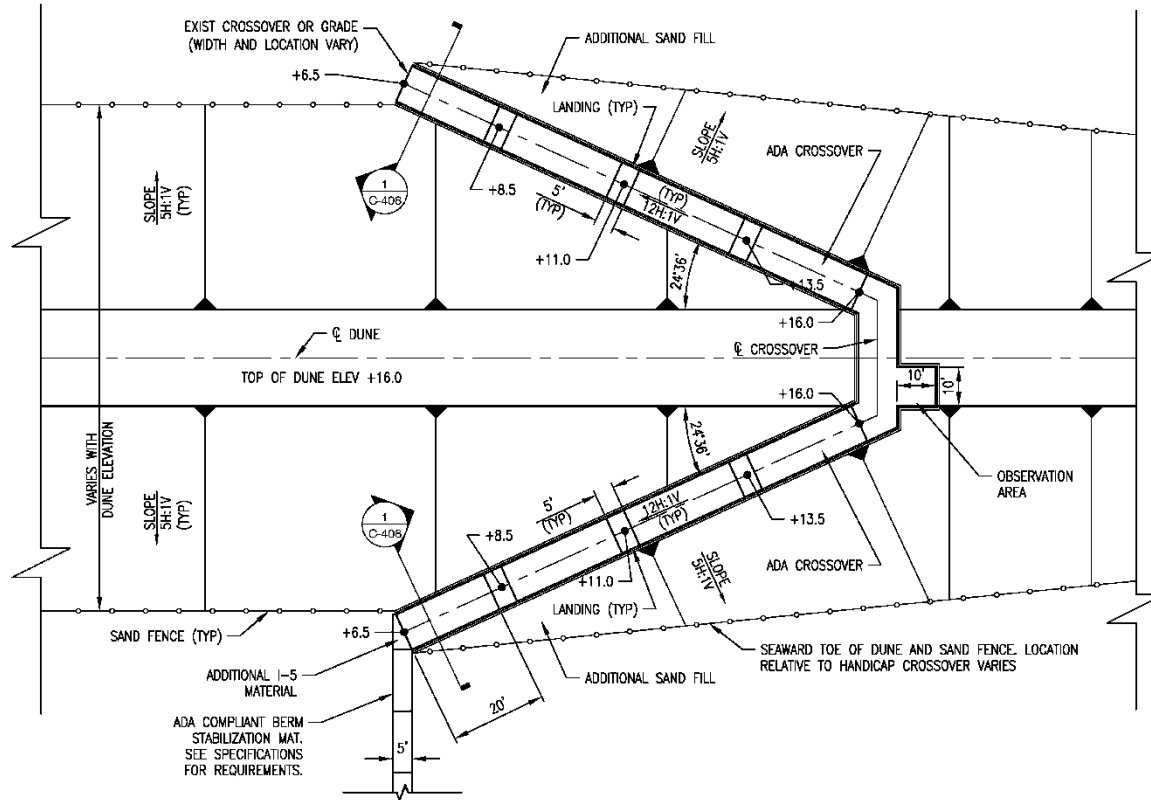 EXIST CROSSOVER OR GRADE
(WIDTH AND LOCATION VARY)
ADDITIONAL SAND FILL
+6.5
LANDING (TYP)
SLOPE
5H:1V
ADA CROSSOVER
1
C-406
+8.5
5'
(TYP)
(TYP)
12H:1V
SLOPE
5H:1V
(TYP)
+11.0
24°36'
+13.5
+16.0
℄ DUNE
℄ CROSSOVER
TOP OF DUNE ELEV +16.0
10'
10'
+16.0
VARIES WITH
DUNE ELEVATION
24°36'
OBSERVATION
AREA
SLOPE
5H:1V
(TYP)
5'
(TYP)
12H:1V
(TYP)
+13.5
1
C-406
+8.5
+11.0
ADA CROSSOVER
SLOPE
5H:1V
LANDING (TYP)
SAND FENCE (TYP)
+6.5
SEAWARD TOE OF DUNE AND SAND FENCE. LOCATION
RELATIVE TO HANDICAP CROSSOVER VARIES
ADDITIONAL I-5
MATERIAL
ADDITIONAL SAND FILL
20'
ADA COMPLIANT BERM
STABILIZATION MAT.
SEE SPECIFICATIONS
FOR REQUIREMENTS.
5'